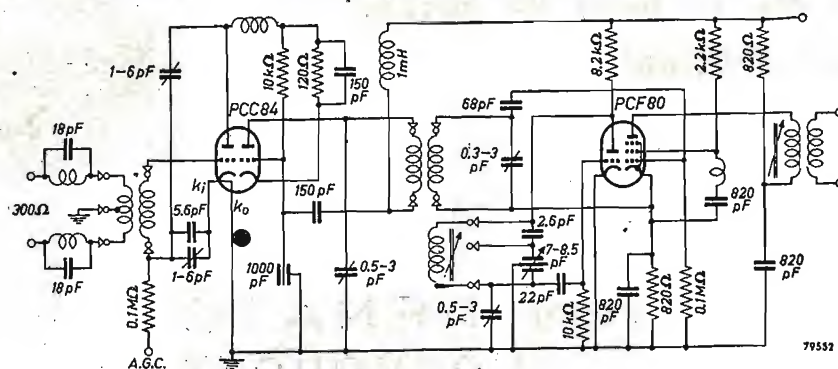 1-6pF
10kΩ
120Ω
150
pF
1mH
8.2kΩ
2.2kΩ
820Ω
PCC84
PCF80
68pF
18pF
0.3-3
pF
300Ω
ki
ko
5.6pF
150pF
820
pF
2.6pF
1-6pF
7-8.5
pF
18pF
1000
pF
0.5-3
pF
22pF
0.1MΩ
0.5-3
pF
10kΩ
820
pF
820Ω
0.1MΩ
820
pF
A.G.C.
79552